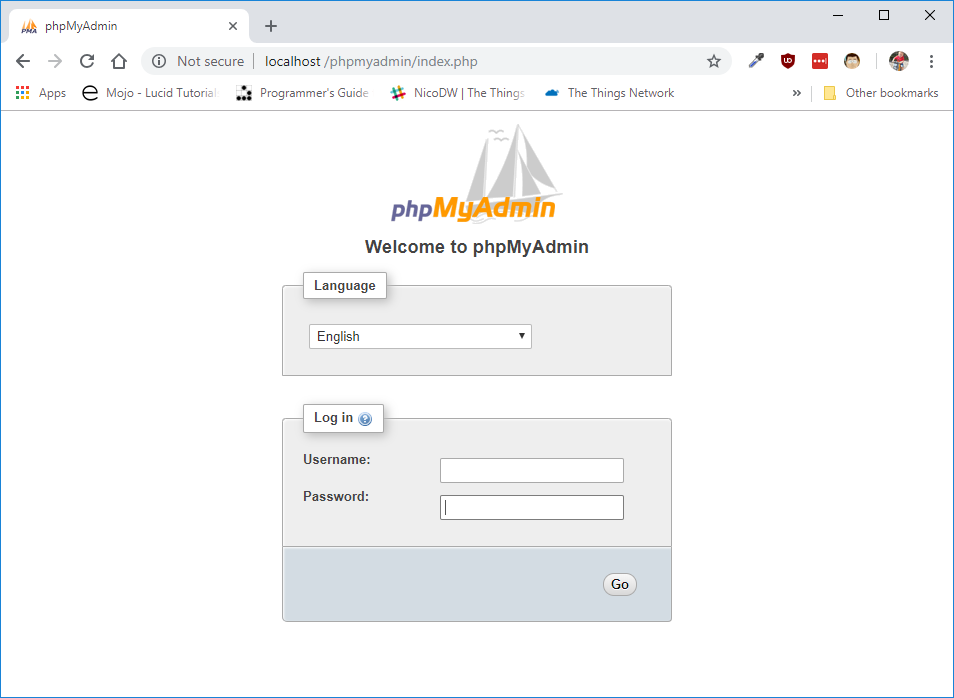 phpMyAdmin
Not secure localhost/phpmyadmin/index.php
Apps Mojo - Lucid Tutorial Programmer's Guide NicoDW | The Things The Things Network » Other bookmarks
phpMyAdmin
Welcome to phpMyAdmin
Language
English
Log in
Username:
Password:
Go